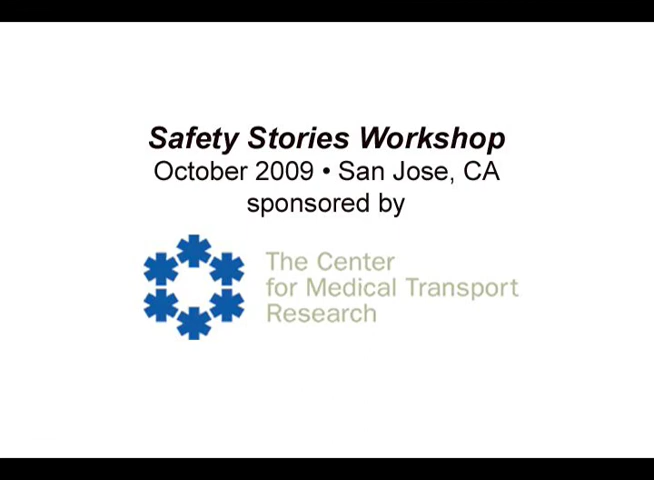 Safety Stories Workshop
October 2009 • San Jose, CA
sponsored by
The Center
for Medical Transport
Research